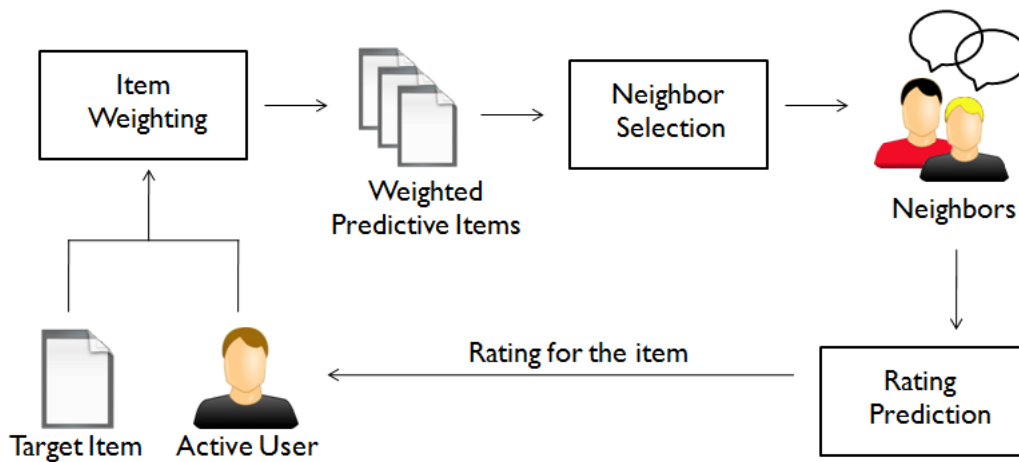 Item
Weighting
Weighted
Predictive Items
Neighbor
Selection
Neighbors
Target Item
Active User
Rating for the item
Rating
Prediction